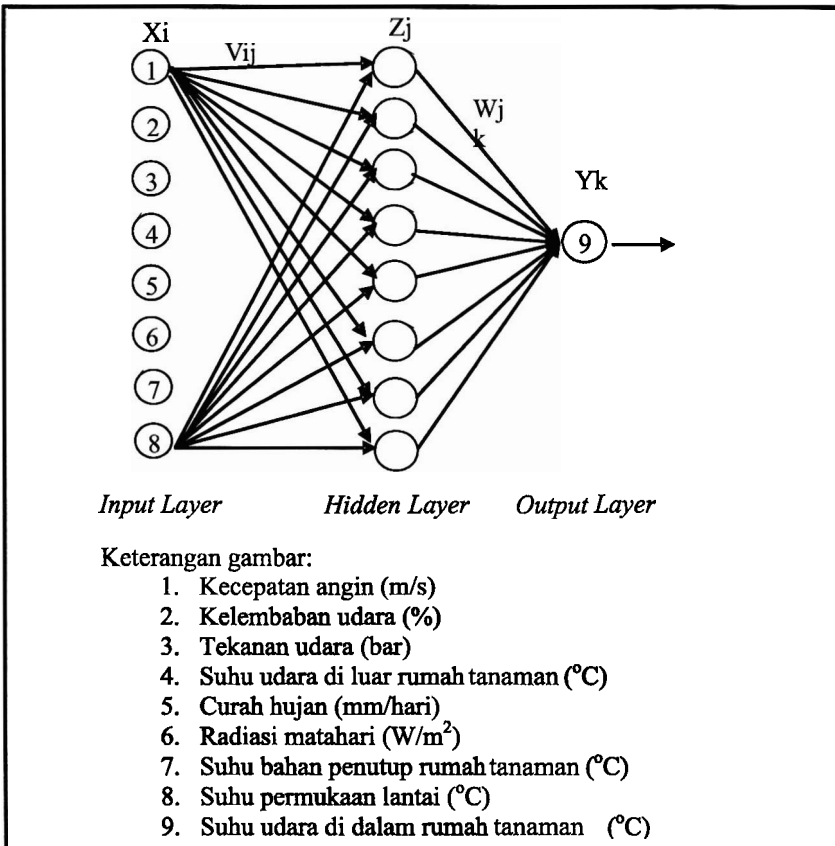 Xi Zj
Vij
1
Wj
k
2
3
Yk
4
9
5
6
7
8
Input Layer Hidden Layer Output Layer
Keterangan gambar:
1. Kecepatan angin (m/s)
2. Kelembaban udara (%)
3. Tekanan udara (bar)
4. Suhu udara di luar rumah tanaman (°C)
5. Curah hujan (mm/hari)
6. Radiasi matahari (W/m²)
7. Suhu bahan penutup rumah tanaman (°C)
8. Suhu permukaan lantai (°C)
9. Suhu udara di dalam rumah tanaman (°C)